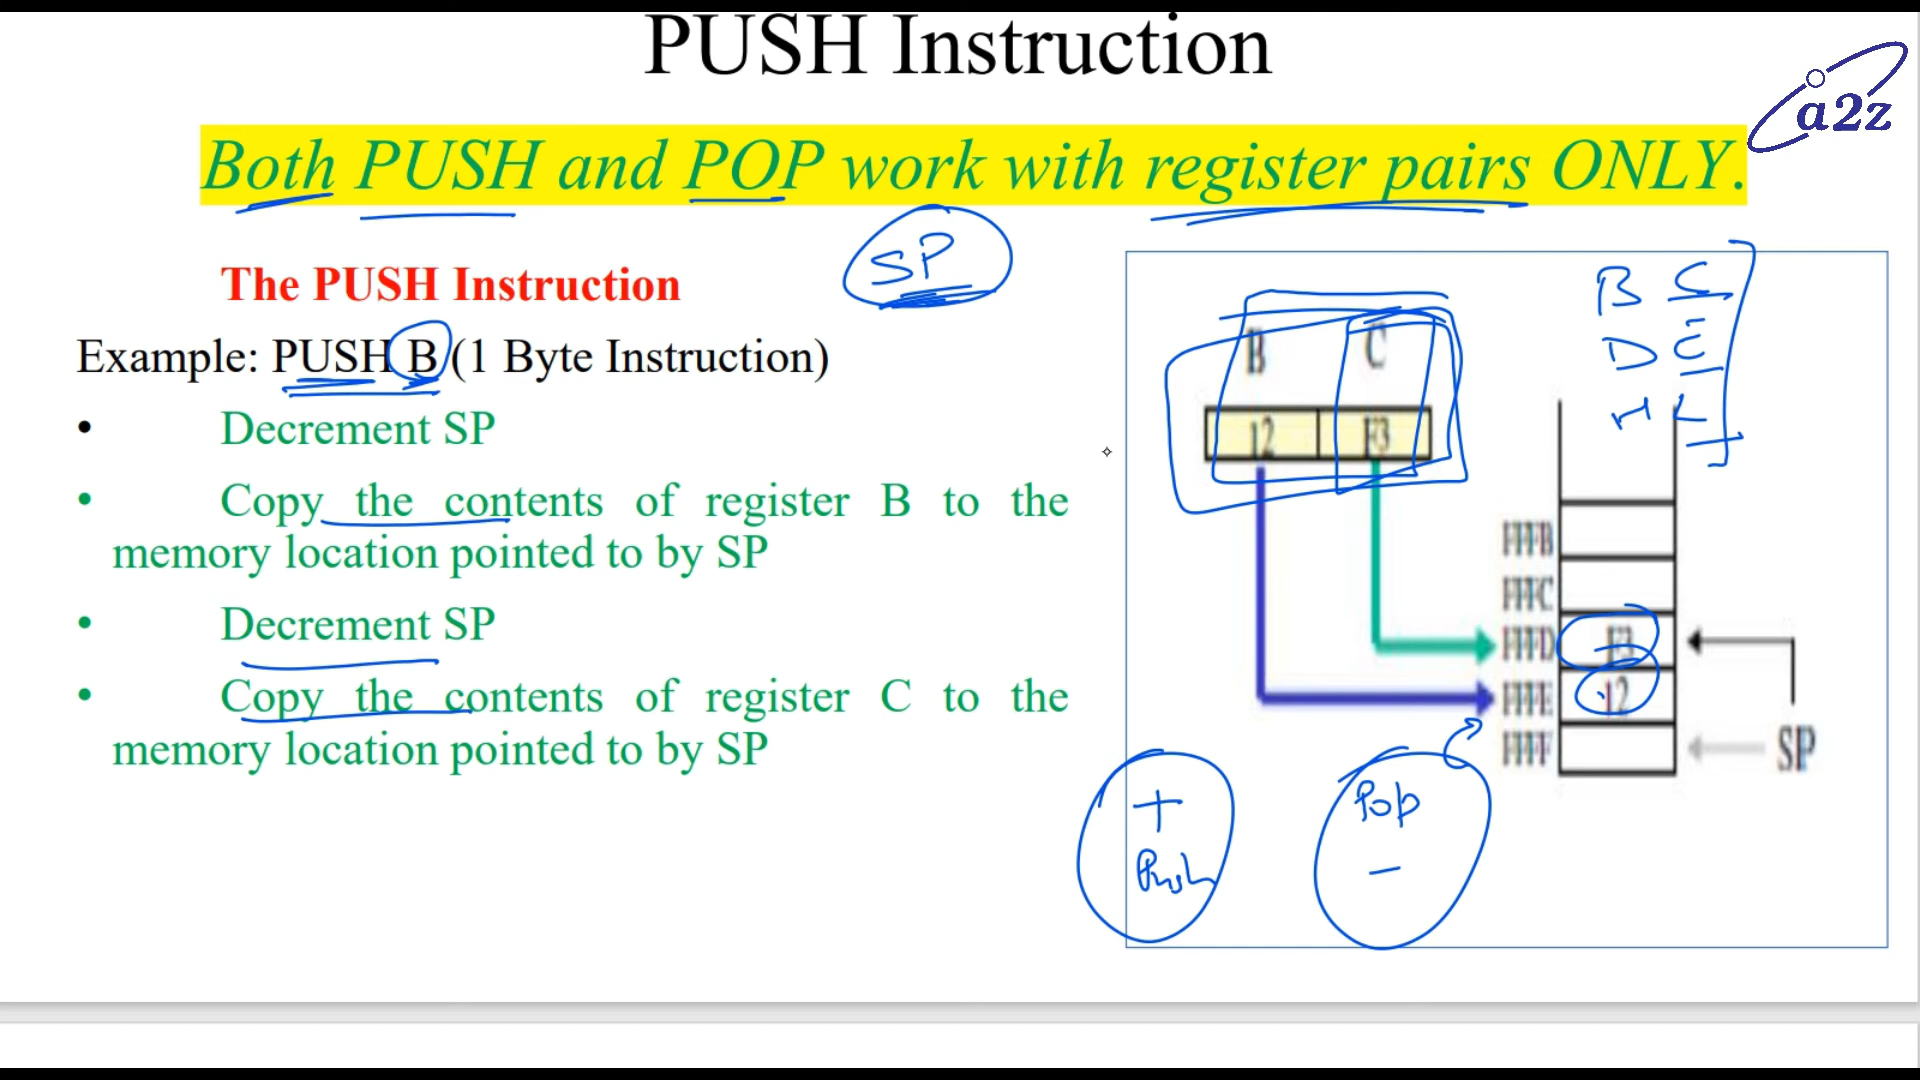 PUSH Instruction
a2z
Both PUSH and POP work with register pairs ONLY.
SP
The PUSH Instruction
Example: PUSH B (1 Byte Instruction)
• Decrement SP
• Copy the contents of register B to the
memory location pointed to by SP
• Decrement SP
• Copy the contents of register C to the
memory location pointed to by SP
B C
D E
H L
B C
12 F3
FFFB
FFFC
FFFD F3
FFFE 12
FFFF
SP
+
Push
Pop
−